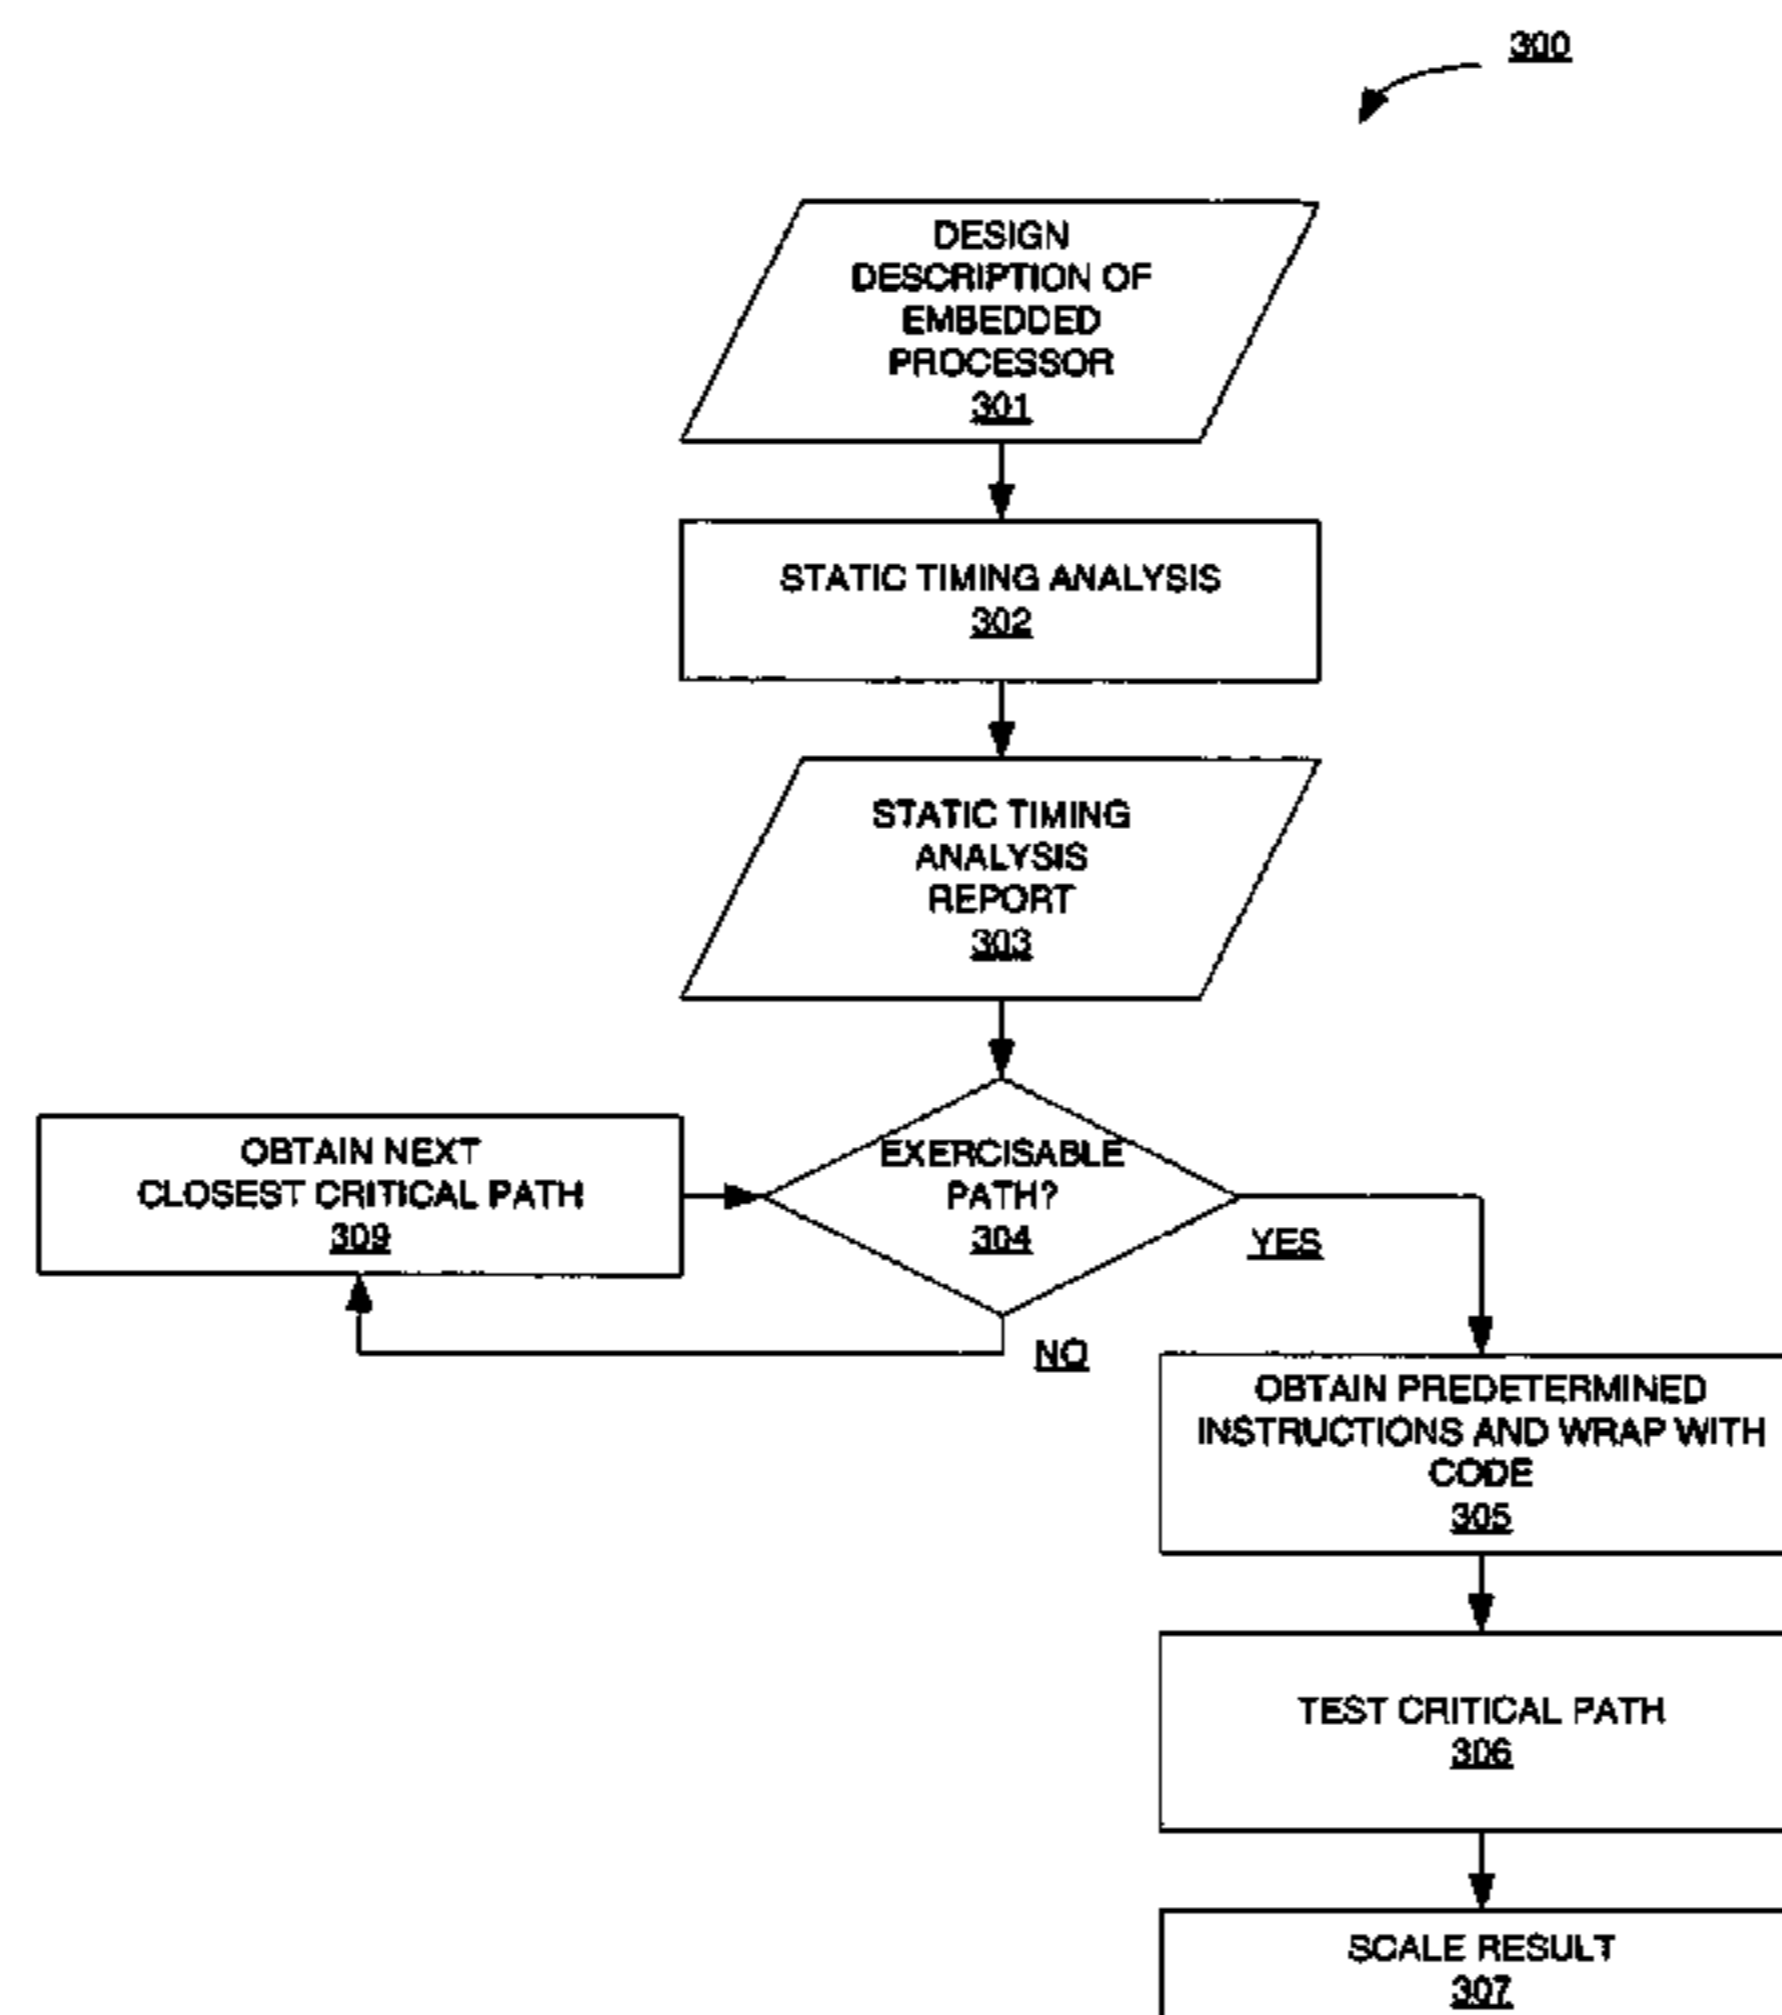 300
DESIGN
DESCRIPTION OF
EMBEDDED
PROCESSOR
301
STATIC TIMING ANALYSIS
302
STATIC TIMING
ANALYSIS
REPORT
303
OBTAIN NEXT
CLOSEST CRITICAL PATH
309
EXERCISABLE
PATH?
304
YES
NO
OBTAIN PREDETERMINED
INSTRUCTIONS AND WRAP WITH
CODE
305
TEST CRITICAL PATH
306
SCALE RESULT
307